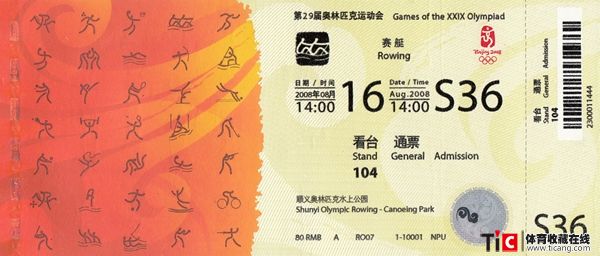 第29届奥林匹克运动会 Games of the XXIX Olympiad
赛艇
Rowing
Beijing 2008
日期 / 时间 Date / Time
2008年08月 16 Aug.2008 S36
14:00 14:00
看台 通票
Stand General Admission
104
顺义奥林匹克水上公园
Shunyi Olympic Rowing - Canoeing Park
80 RMB A RO07 1-10001 NPU
看台 通票
Stand General Admission
104
2300011444
S36
TiC 体育收藏在线
ticang.com